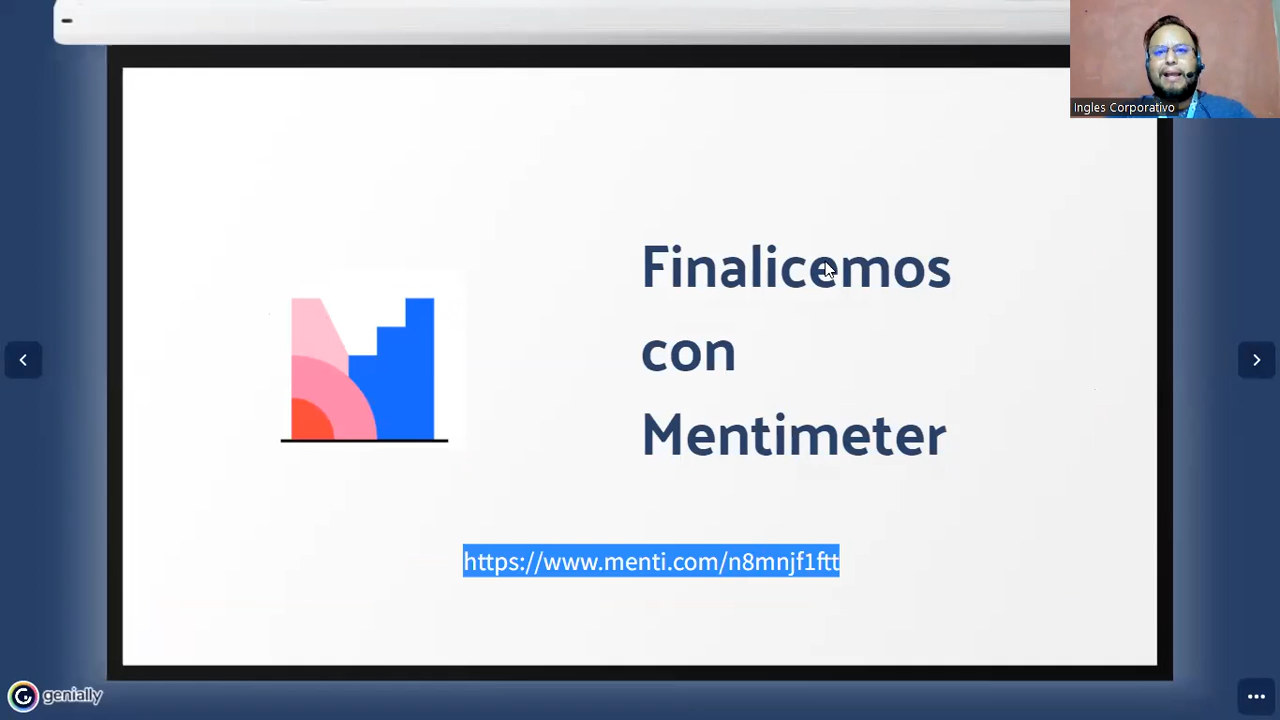 Ingles Corporativo
Finalicemos
con
Mentimeter
https://www.menti.com/n8mnjf1ftt
genially